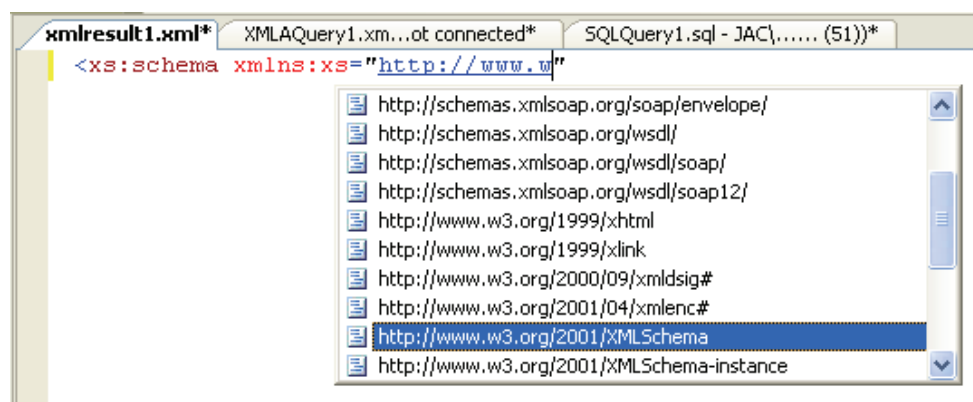 xmlresult1.xml* XMLAQuery1.xm...ot connected* SQLQuery1.sql - JAC\...... (51))*
<xs:schema xmlns:xs="http://www.w"
http://schemas.xmlsoap.org/soap/envelope/
http://schemas.xmlsoap.org/wsdl/
http://schemas.xmlsoap.org/wsdl/soap/
http://schemas.xmlsoap.org/wsdl/soap12/
http://www.w3.org/1999/xhtml
http://www.w3.org/1999/xlink
http://www.w3.org/2000/09/xmldsig#
http://www.w3.org/2001/04/xmlenc#
http://www.w3.org/2001/XMLSchema
http://www.w3.org/2001/XMLSchema-instance